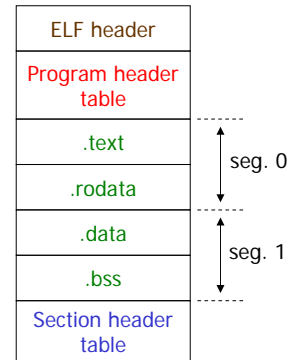 ELF header
Program header
table
.text
.rodata
seg. 0
.data
.bss
seg. 1
Section header
table